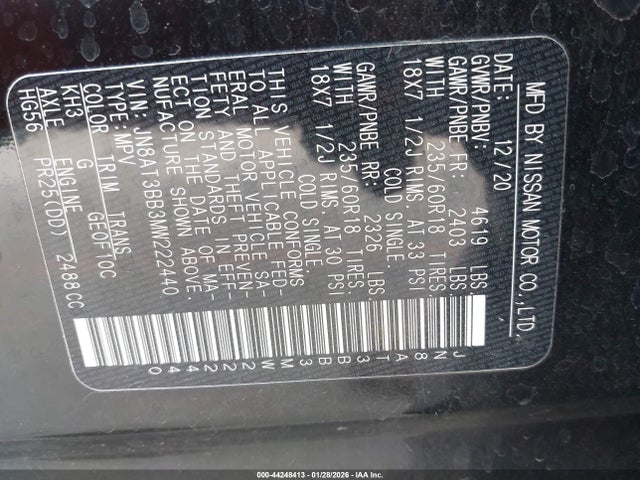 MFD BY NISSAN MOTOR CO.,LTD.
DATE: 12/20
GVWR/PNBV: 4619 LBS.
GAWR/PNBE FR: 2403 LBS.
WITH 235/60R18 TIRES,
18X7 1/2J RIMS, AT 33 PSI
COLD SINGLE.
GAWR/PNBE RR: 2326 LBS.
WITH 235/60R18 TIRES,
18X7 1/2J RIMS, AT 30 PSI
COLD SINGLE.
THIS VEHICLE CONFORMS
TO ALL APPLICABLE FED-
ERAL MOTOR VEHICLE SA-
FETY AND THEFT PREVEN-
TION STANDARDS IN EFF-
ECT ON THE DATE OF MA-
NUFACTURE SHOWN ABOVE.
VIN: JN8AT3BB3MW222440
TYPE: MPV
COLOR TRIM TRANS
KH3 G GE0F10C
AXLE ENGINE
HG56 PR25(DD) 2488CC
JN8AT3BB3MW222440
000-44248413 - 01/28/2026 - IAA Inc.